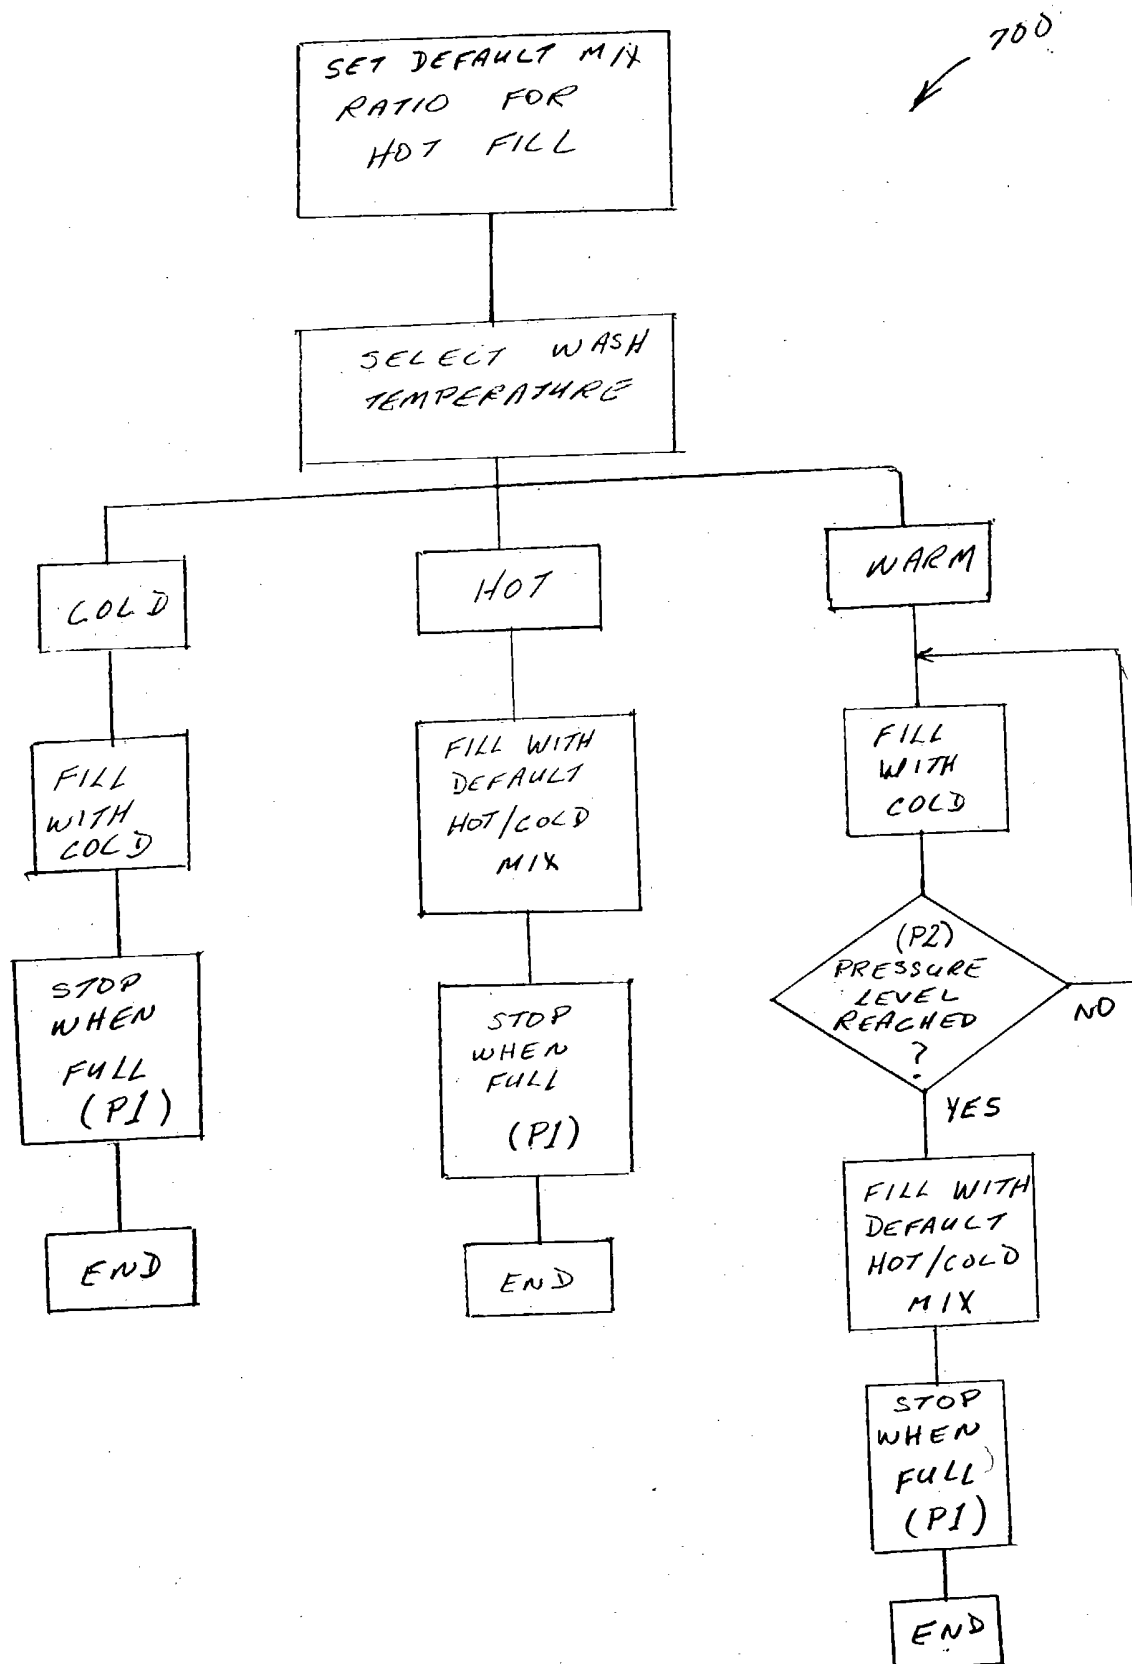 700
SET DEFAULT MIX
RATIO FOR
HOT FILL
SELECT WASH
TEMPERATURE
COLD
FILL
WITH
COLD
STOP
WHEN
FULL
(P1)
END
HOT
FILL WITH
DEFAULT
HOT/COLD
MIX
STOP
WHEN
FULL
(P1)
END
WARM
FILL
WITH
COLD
(P2)
PRESSURE
LEVEL
REACHED
?
NO
YES
FILL WITH
DEFAULT
HOT/COLD
MIX
STOP
WHEN
FULL
(P1)
END